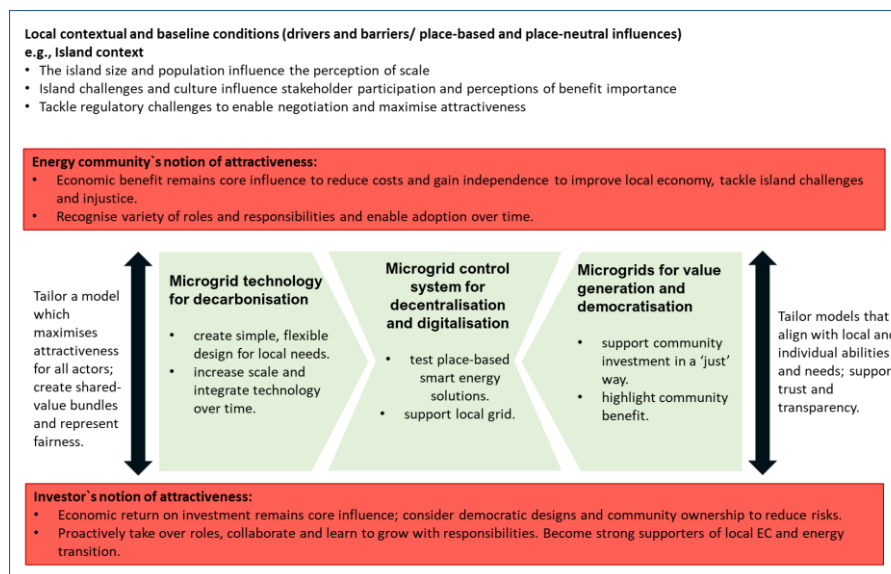 Local contextual and baseline conditions (drivers and barriers/ place-based and place-neutral influences)
e.g., Island context
• The island size and population influence the perception of scale
• Island challenges and culture influence stakeholder participation and perceptions of benefit importance
• Tackle regulatory challenges to enable negotiation and maximise attractiveness
Energy community`s notion of attractiveness:
• Economic benefit remains core influence to reduce costs and gain independence to improve local economy, tackle island challenges
and injustice.
• Recognise variety of roles and responsibilities and enable adoption over time.
Tailor a model
which
maximises
attractiveness
for all actors;
create shared-
value bundles
and represent
fairness.
Microgrid technology
for decarbonisation
• create simple, flexible
design for local needs.
• increase scale and
integrate technology
over time.
Microgrid control
system for
decentralisation
and digitalisation
• test place-based
smart energy
solutions.
• support local grid.
Microgrids for value
generation and
democratisation
• support community
investment in a ‘just’
way.
• highlight community
benefit.
Tailor models that
align with local and
individual abilities
and needs; support
trust and
transparency.
Investor`s notion of attractiveness:
• Economic return on investment remains core influence; consider democratic designs and community ownership to reduce risks.
• Proactively take over roles, collaborate and learn to grow with responsibilities. Become strong supporters of local EC and energy
transition.